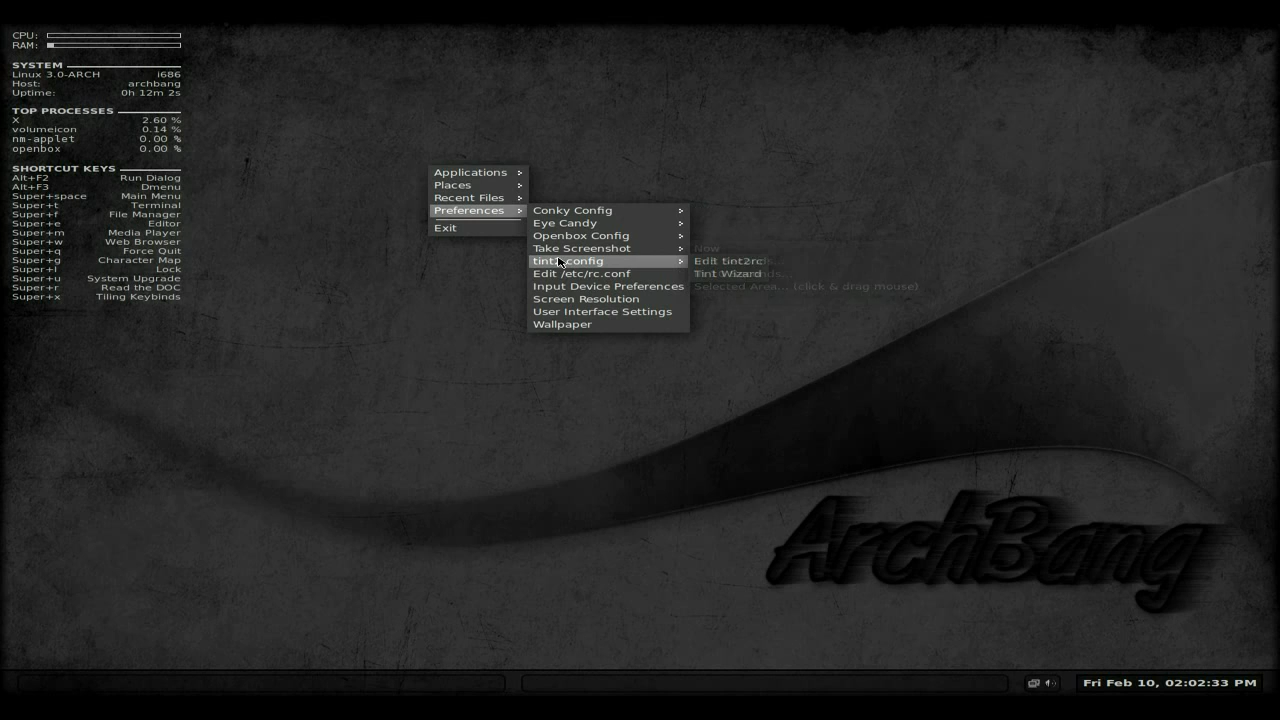 CPU:
RAM:
SYSTEM
Linux 3.0-ARCH i686
Host: archbang
Uptime: 0h 12m 2s
TOP PROCESSES
X 2.60 %
volumeicon 0.14 %
nm-applet 0.00 %
openbox 0.00 %
SHORTCUT KEYS
Alt+F2 Run Dialog
Alt+F3 Dmenu
Super+space Main Menu
Super+t Terminal
Super+f File Manager
Super+e Editor
Super+m Media Player
Super+w Web Browser
Super+q Force Quit
Super+g Character Map
Super+l Lock
Super+u System Upgrade
Super+r Read the DOC
Super+x Tiling Keybinds
Applications
Places
Recent Files
Preferences
Exit
Conky Config
Eye Candy
Openbox Config
Take Screenshot
tint2 config
Edit /etc/rc.conf
Input Device Preferences
Screen Resolution
User Interface Settings
Wallpaper
Now
Edit tint2rc
Tint Wizard
Selected Area... (click & drag mouse)
ArchBang
Fri Feb 10, 02:02:33 PM